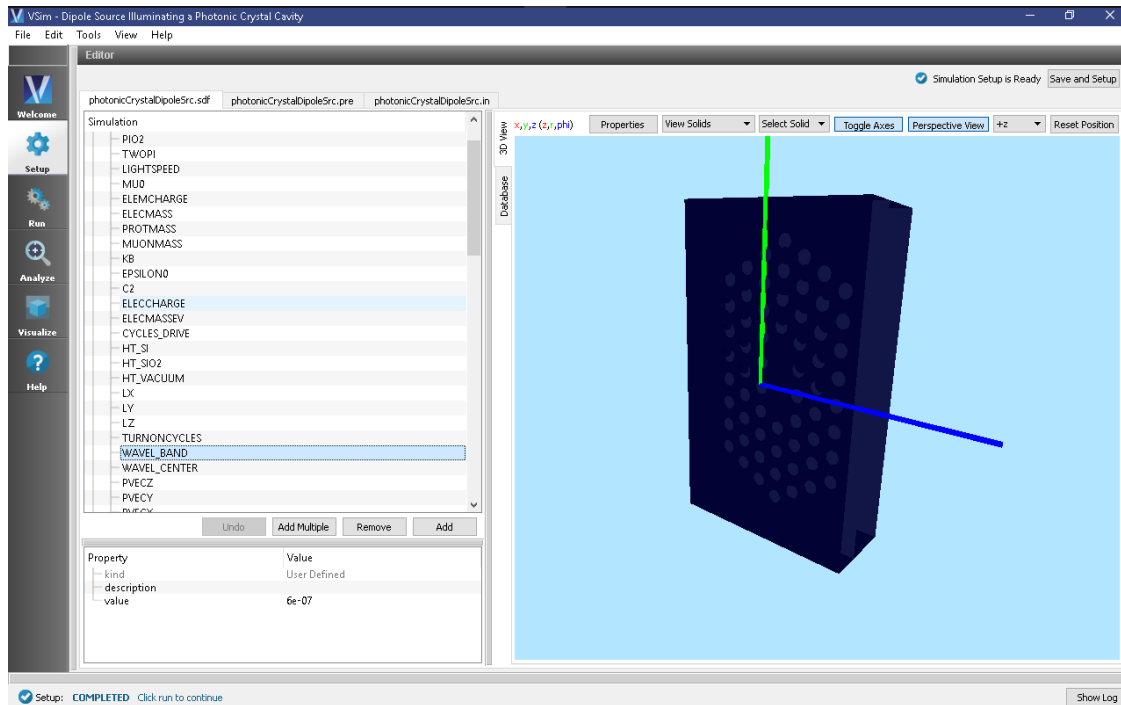 VSim - Dipole Source Illuminating a Photonic Crystal Cavity
File Edit Tools View Help
Editor
Simulation Setup is Ready Save and Setup
photonicCrystalDipoleSrc.sdf photonicCrystalDipoleSrc.pre photonicCrystalDipoleSrc.in
Welcome
Setup
Run
Analyze
Visualize
Help
Simulation
PIO2
TWOPI
LIGHTSPEED
MU0
ELEMCHARGE
ELECMASS
PROTMASS
MUONMASS
KB
EPSILON0
C2
ELECCHARGE
ELECMASSEV
CYCLES_DRIVE
HT_SI
HT_SIO2
HT_VACUUM
LX
LY
LZ
TURNONCYCLES
WAVEL_BAND
WAVEL_CENTER
PVECZ
PVECY
PVECX
Undo Add Multiple Remove Add
Property Value
kind User Defined
description
value 6e-07
3D View
Database
x,y,z (z,r,phi) Properties View Solids Select Solid Toggle Axes Perspective View +z Reset Position
Setup: COMPLETED Click run to continue
Show Log